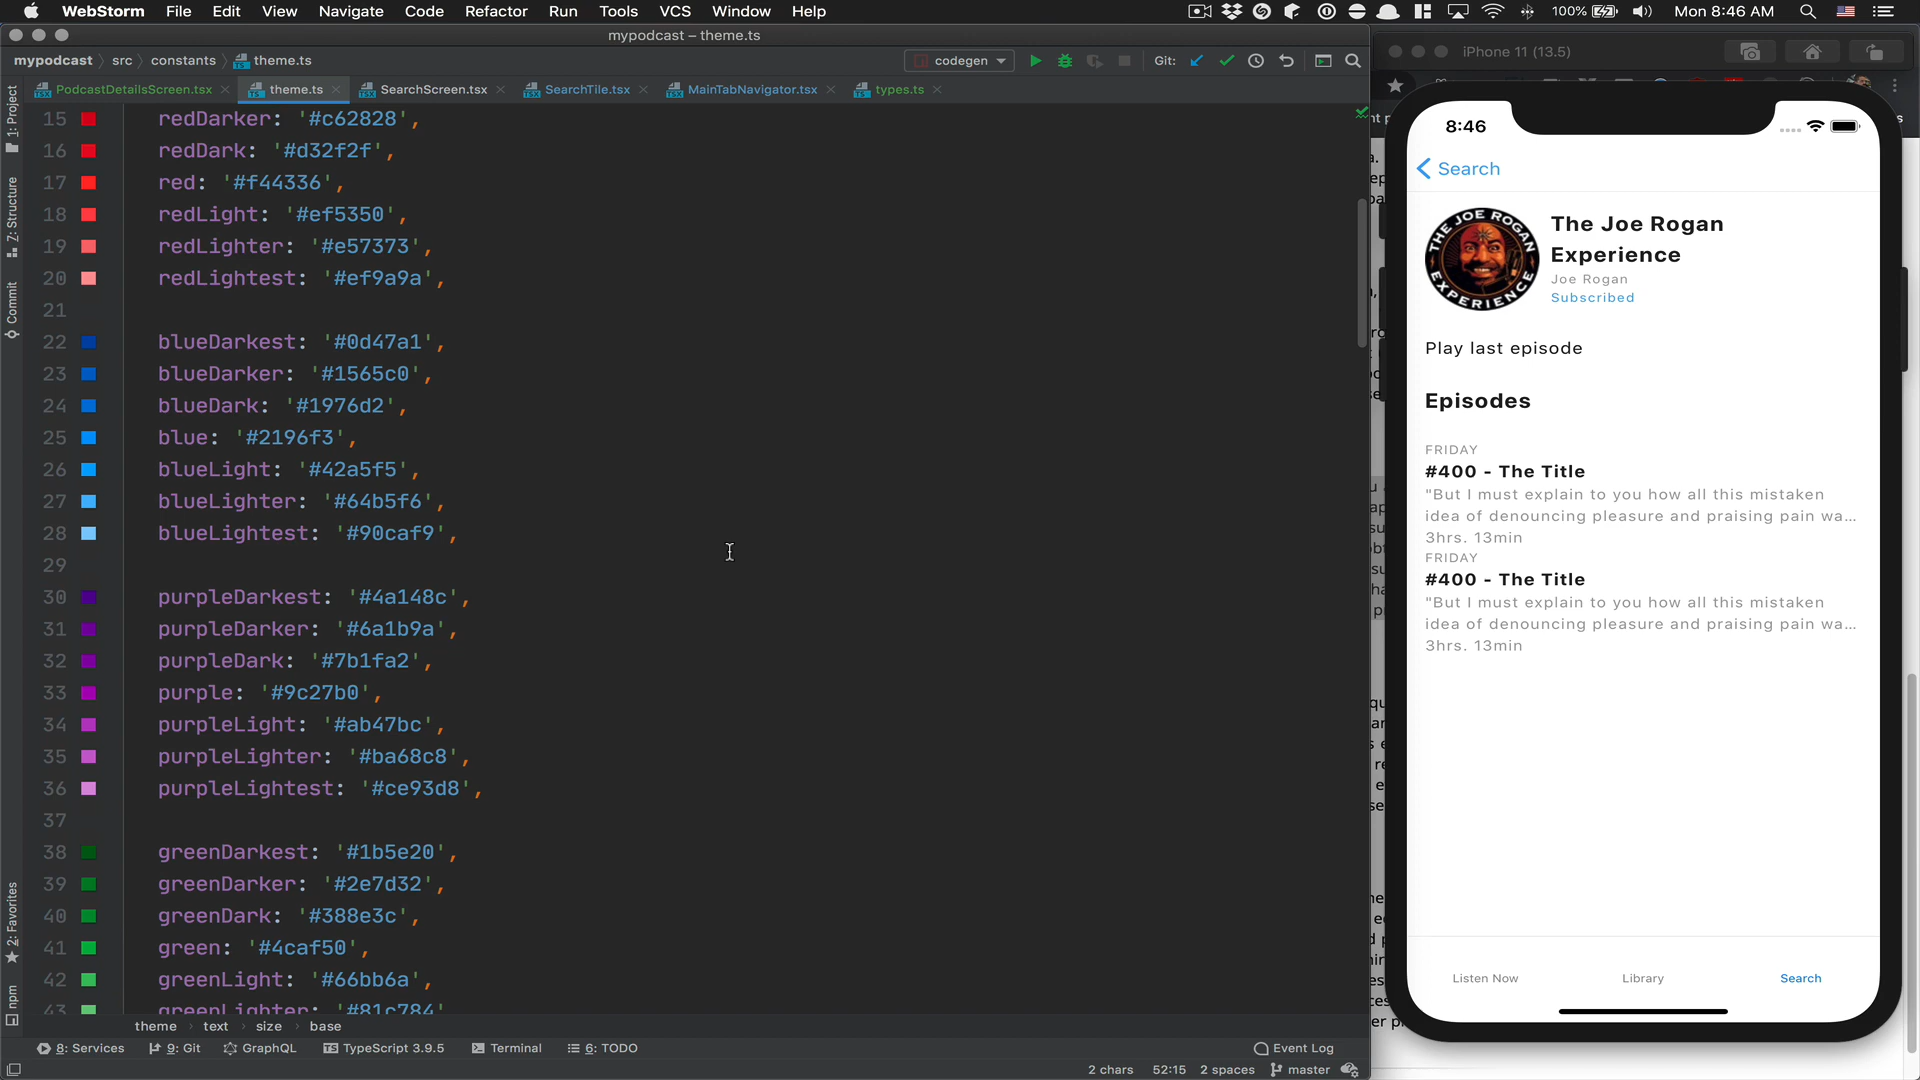 WebStorm File Edit View Navigate Code Refactor Run Tools VCS Window Help 100% Mon 8:46 AM
mypodcast – theme.ts
mypodcast src constants theme.ts codegen Git:
PodcastDetailsScreen.tsx theme.ts SearchScreen.tsx SearchTile.tsx MainTabNavigator.tsx types.ts
1: Project
Z: Structure
Commit
2: Favorites
npm
15 redDarker: '#c62828',
16 redDark: '#d32f2f',
17 red: '#f44336',
18 redLight: '#ef5350',
19 redLighter: '#e57373',
20 redLightest: '#ef9a9a',
21
22 blueDarkest: '#0d47a1',
23 blueDarker: '#1565c0',
24 blueDark: '#1976d2',
25 blue: '#2196f3',
26 blueLight: '#42a5f5',
27 blueLighter: '#64b5f6',
28 blueLightest: '#90caf9',
29
30 purpleDarkest: '#4a148c',
31 purpleDarker: '#6a1b9a',
32 purpleDark: '#7b1fa2',
33 purple: '#9c27b0',
34 purpleLight: '#ab47bc',
35 purpleLighter: '#ba68c8',
36 purpleLightest: '#ce93d8',
37
38 greenDarkest: '#1b5e20',
39 greenDarker: '#2e7d32',
40 greenDark: '#388e3c',
41 green: '#4caf50',
42 greenLight: '#66bb6a',
43 greenLighter: '#81c784'
theme text size base
8: Services 9: Git GraphQL TypeScript 3.9.5 Terminal 6: TODO Event Log
2 chars 52:15 2 spaces master
iPhone 11 (13.5)
8:46
Search
The Joe Rogan
Experience
Joe Rogan
Subscribed
THE JOE ROGAN
EXPERIENCE
Play last episode
Episodes
FRIDAY
#400 - The Title
"But I must explain to you how all this mistaken
idea of denouncing pleasure and praising pain wa...
3hrs. 13min
FRIDAY
#400 - The Title
"But I must explain to you how all this mistaken
idea of denouncing pleasure and praising pain wa...
3hrs. 13min
Listen Now Library Search